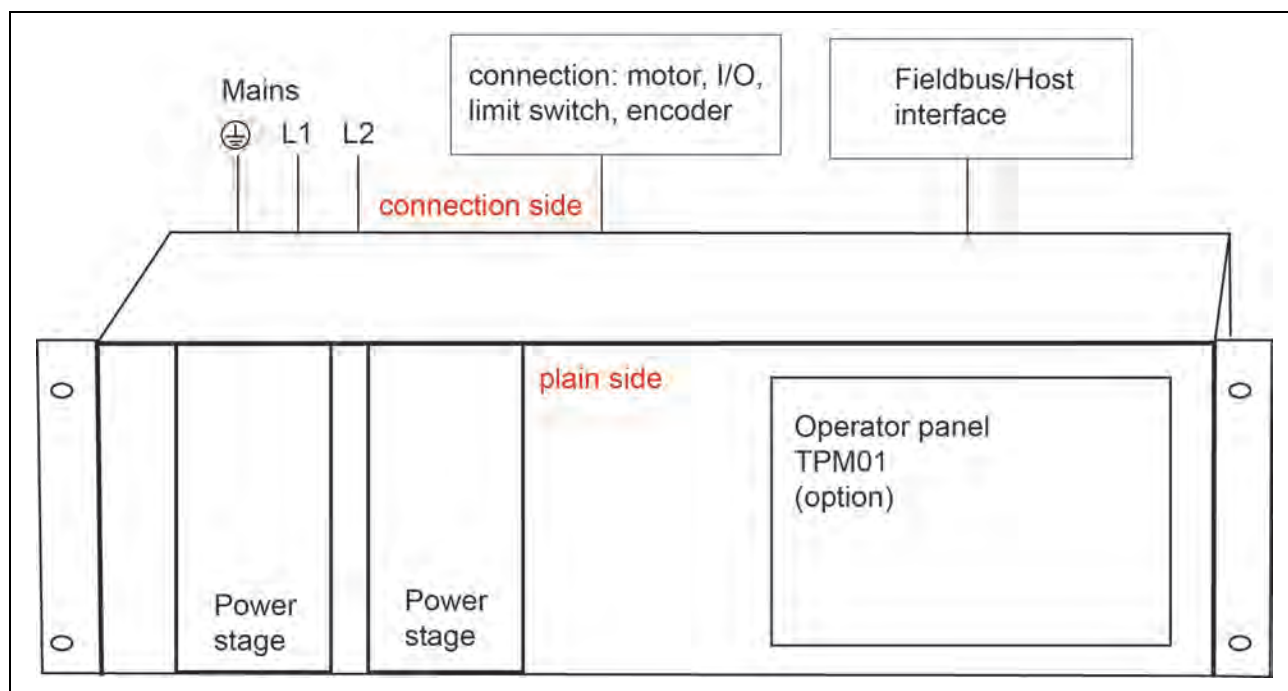 Mains
L1 L2
connection: motor, I/O,
limit switch, encoder
Fieldbus/Host
interface
connection side
plain side
Operator panel
TPM01
(option)
Power
stage
Power
stage